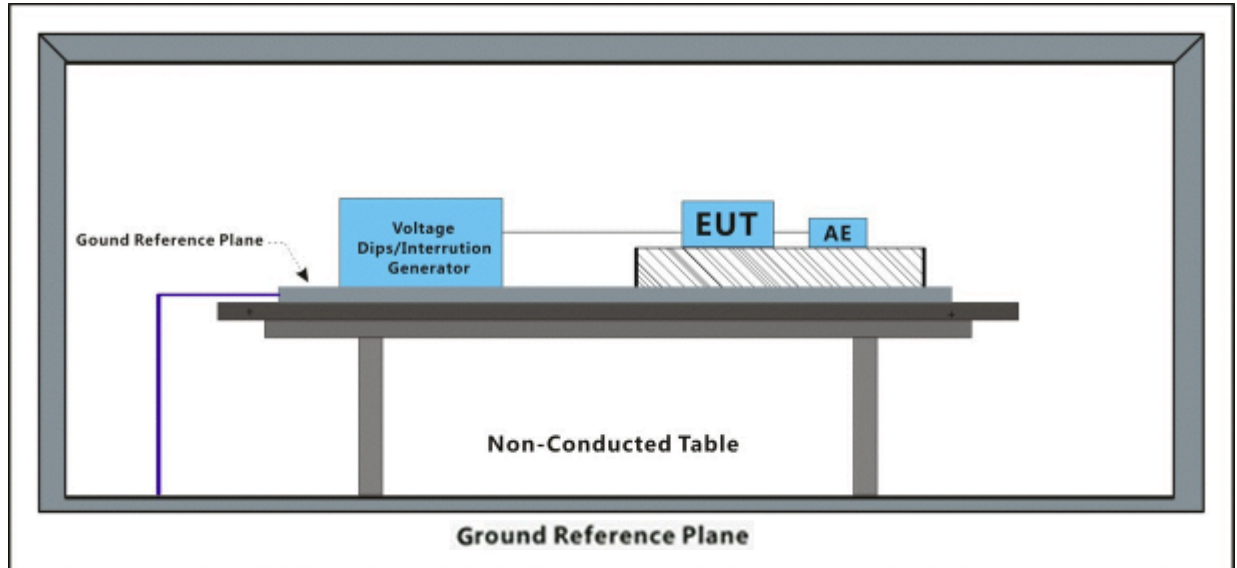 Voltage
Dips/Interrution
Generator
EUT
AE
Gound Reference Plane
Non-Conducted Table
Ground Reference Plane